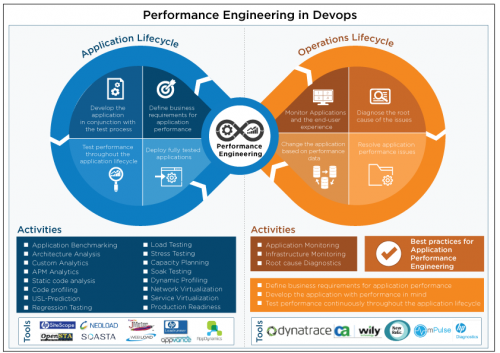 Performance Engineering in Devops
Application Lifecycle
Operations Lifecycle
Develop the
application
in conjunction with
the test process
Define business
requirements for
application
performance
Test performance
throughout the
application lifecycle
Deploy fully tested
applications
Performance
Engineering
Monitor Applications
and the end-user
experience
Diagnose the root
cause of the issues
Change the application
based on performance
data
Resolve application
performance issues
Activities
Application Benchmarking
Architecture Analysis
Custom Analytics
APM Analytics
Static code analysis
Code profiling
USL-Prediction
Regression Testing
Load Testing
Stress Testing
Capacity Planning
Soak Testing
Dynamic Profiling
Network Virtualization
Service Virtualization
Production Readiness
Activities
Application Monitoring
Infrastructure Monitoring
Root cause Diagnostics
Best practices for
Application
Performance
Engineering
Define business requirements for application performance
Develop the application with performance in mind
Test performance continuously throughout the application lifecycle
Tools
SiteScope
NEOLOAD
OpenSTA
SOASTA
WEBLOAD
appvance
AppDynamics
Tools
dynatrace
ca
wily
New Relic.
mPulse
hp
Diagnostics